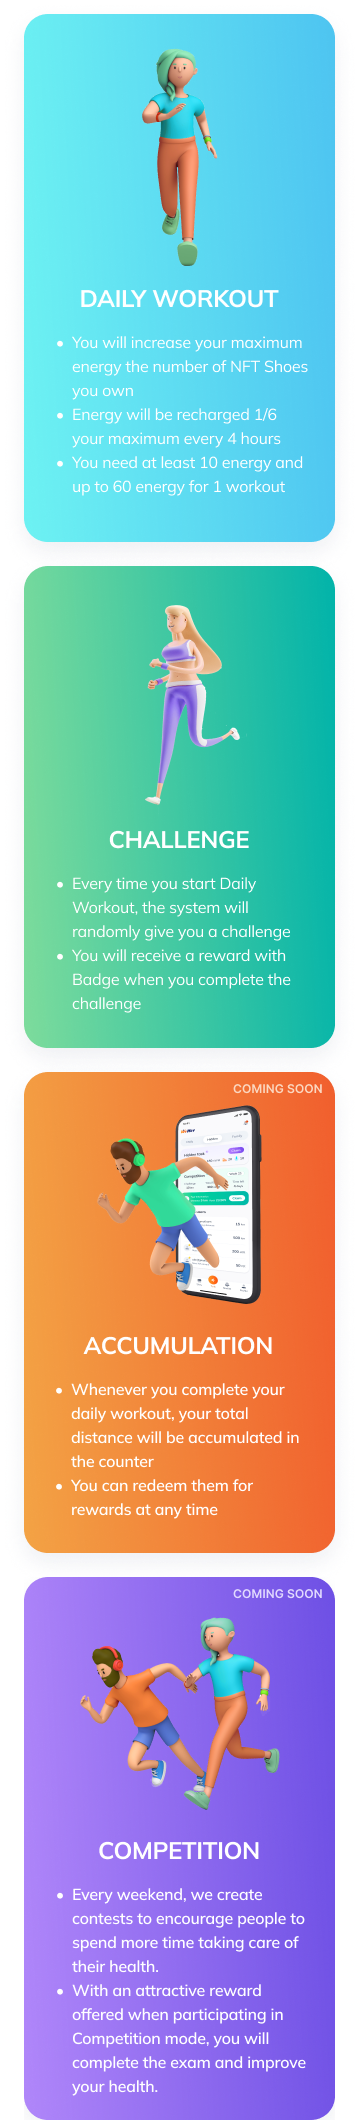 DAILY WORKOUT
• You will increase your maximum
energy the number of NFT Shoes
you own
• Energy will be recharged 1/6
your maximum every 4 hours
• You need at least 10 energy and
up to 60 energy for 1 workout
CHALLENGE
• Every time you start Daily
Workout, the system will
randomly give you a challenge
• You will receive a reward with
Badge when you complete the
challenge
COMING SOON
ACCUMULATION
• Whenever you complete your
daily workout, your total
distance will be accumulated in
the counter
• You can redeem them for
rewards at any time
COMING SOON
COMPETITION
• Every weekend, we create
contests to encourage people to
spend more time taking care of
their health.
• With an attractive reward
offered when participating in
Competition mode, you will
complete the exam and improve
your health.